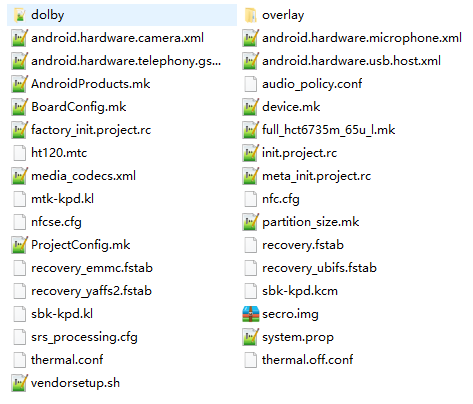 dolby
overlay
android.hardware.camera.xml
android.hardware.microphone.xml
android.hardware.telephony.gs...
android.hardware.usb.host.xml
AndroidProducts.mk
audio_policy.conf
BoardConfig.mk
device.mk
factory_init.project.rc
full_hct6735m_65u_l.mk
ht120.mtc
init.project.rc
media_codecs.xml
meta_init.project.rc
mtk-kpd.kl
nfc.cfg
nfcse.cfg
partition_size.mk
ProjectConfig.mk
recovery.fstab
recovery_emmc.fstab
recovery_ubifs.fstab
recovery_yaffs2.fstab
sbk-kpd.kcm
sbk-kpd.kl
secro.img
srs_processing.cfg
system.prop
thermal.conf
thermal.off.conf
vendorsetup.sh